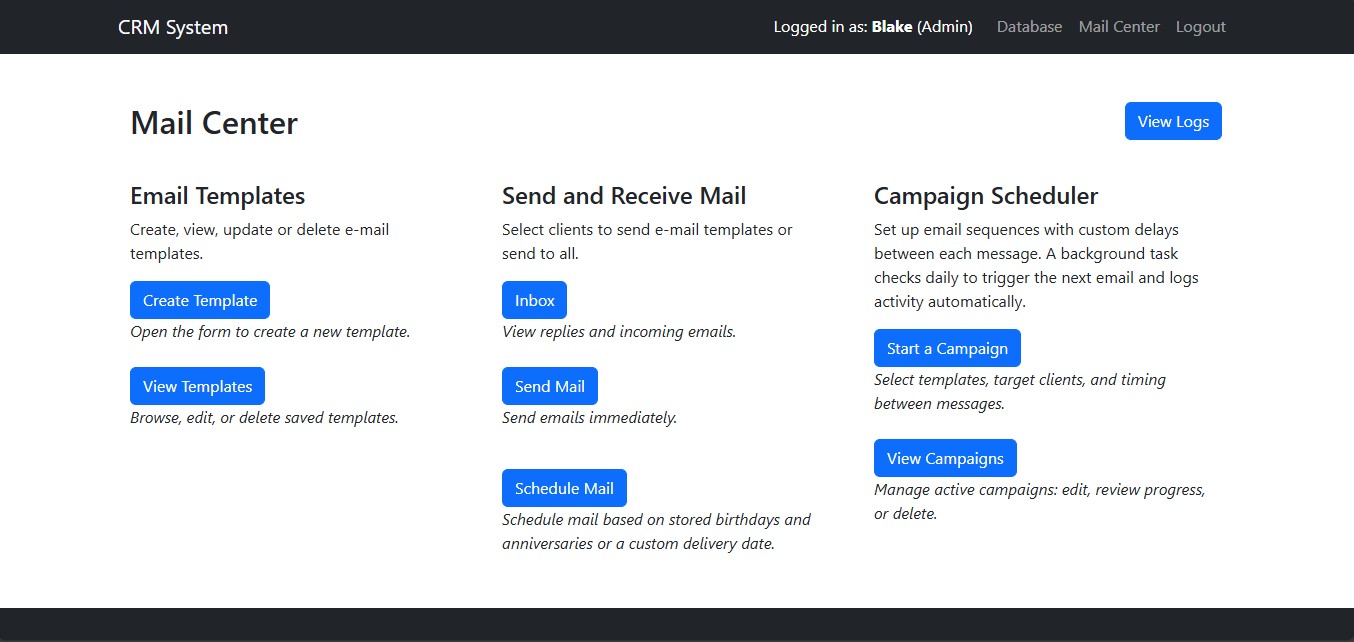 CRM System
Logged in as: Blake (Admin)
Database
Mail Center
Logout
Mail Center
View Logs
Email Templates
Create, view, update or delete e-mail
templates.
Create Template
Open the form to create a new template.
View Templates
Browse, edit, or delete saved templates.
Send and Receive Mail
Select clients to send e-mail templates or
send to all.
Inbox
View replies and incoming emails.
Send Mail
Send emails immediately.
Schedule Mail
Schedule mail based on stored birthdays and
anniversaries or a custom delivery date.
Campaign Scheduler
Set up email sequences with custom delays
between each message. A background task
checks daily to trigger the next email and logs
activity automatically.
Start a Campaign
Select templates, target clients, and timing
between messages.
View Campaigns
Manage active campaigns: edit, review progress,
or delete.